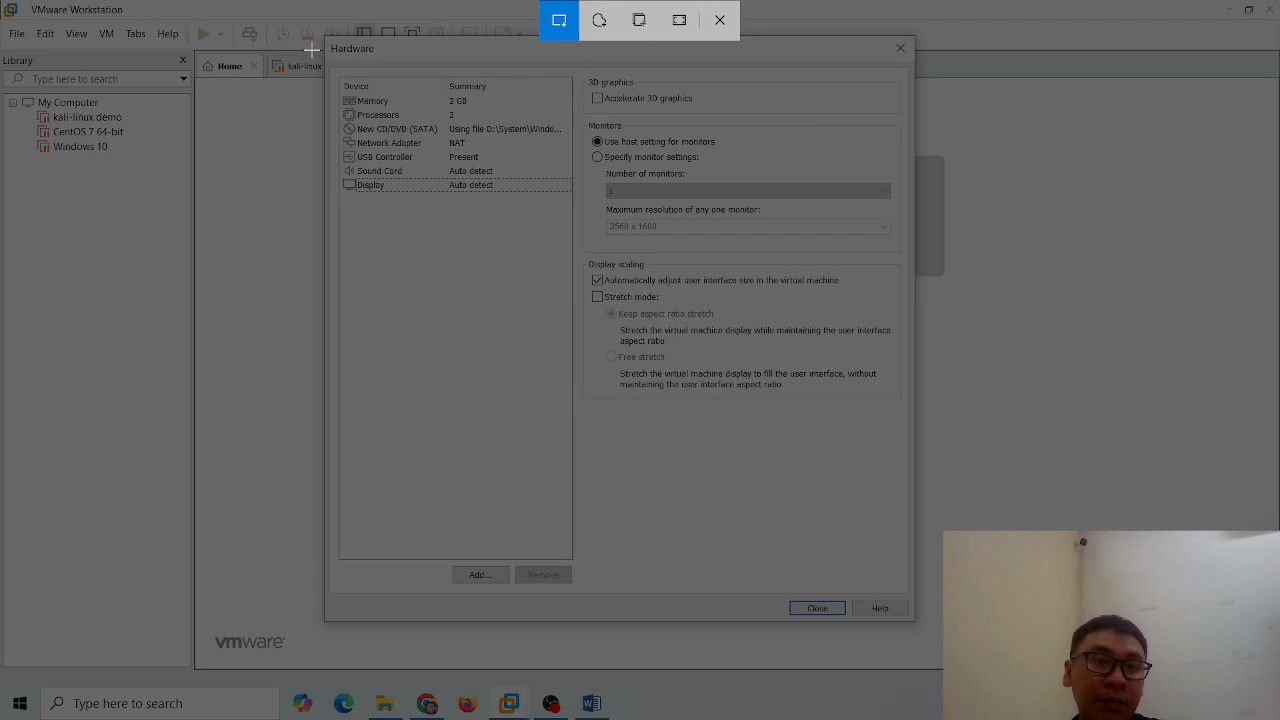 VMware Workstation
File Edit View VM Tabs Help
Library
Type here to search
My Computer
kali-linux demo
CentOS 7 64-bit
Windows 10
Home
kali-linux
Hardware
Device Summary
Memory 2 GB
Processors 2
New CD/DVD (SATA) Using file D:\System\Windo...
Network Adapter NAT
USB Controller Present
Sound Card Auto detect
Display Auto detect
Add... Remove
3D graphics
Accelerate 3D graphics
Monitors
Use host setting for monitors
Specify monitor settings:
Number of monitors:
1
Maximum resolution of any one monitor:
2560 x 1600
Display scaling
Automatically adjust user interface size in the virtual machine
Stretch mode:
Keep aspect ratio stretch
Stretch the virtual machine display while maintaining the user interface
aspect ratio
Free stretch
Stretch the virtual machine display to fill the user interface, without
maintaining the user interface aspect ratio
Close Help
vmware
Type here to search